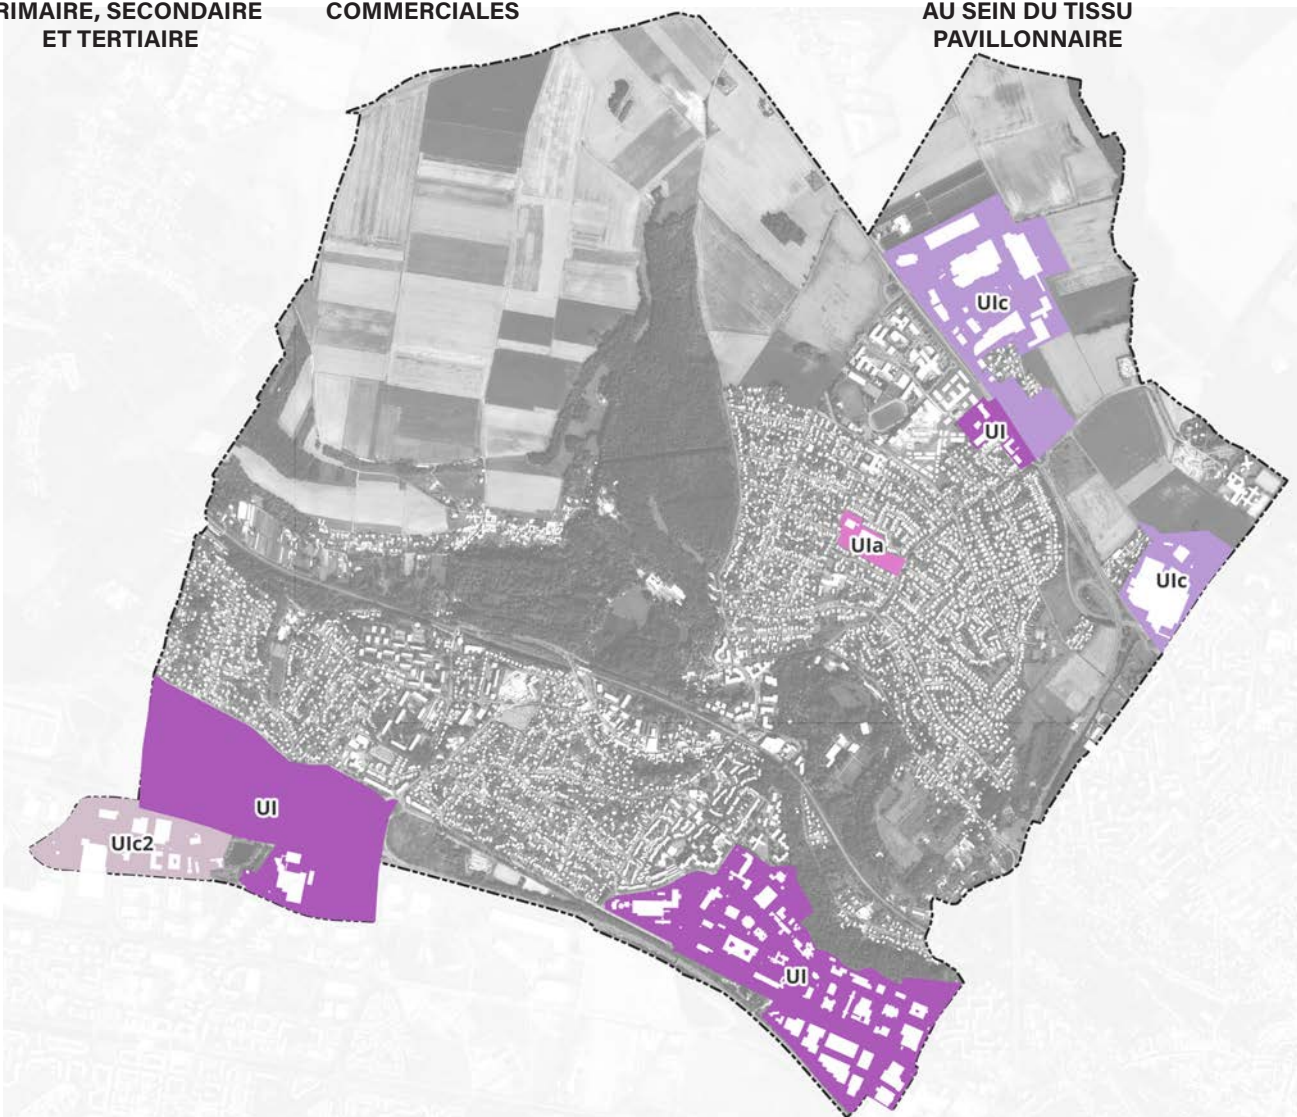 RIMAIRE, SECONDAIRE
ET TERTIAIRE
COMMERCIALES
AU SEIN DU TISSU
PAVILLONNAIRE
UIc
UI
UIa
UIc
UI
UIc2
UI